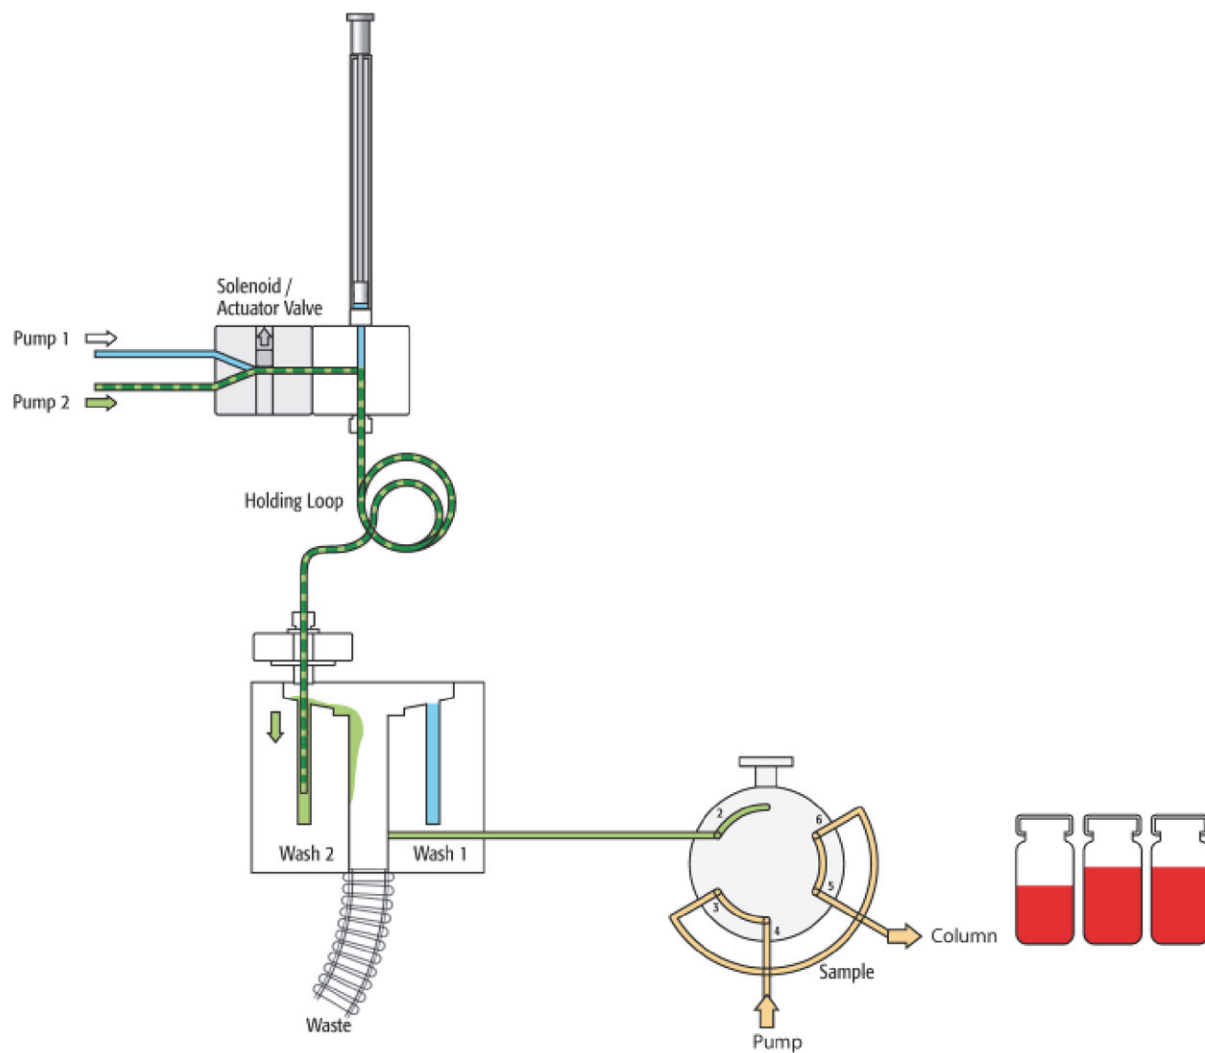 Solenoid /
Actuator Valve
Pump 1
Pump 2
Holding Loop
2
6
Wash 2
Wash 1
3
5
4
Column
Sample
Waste
Pump